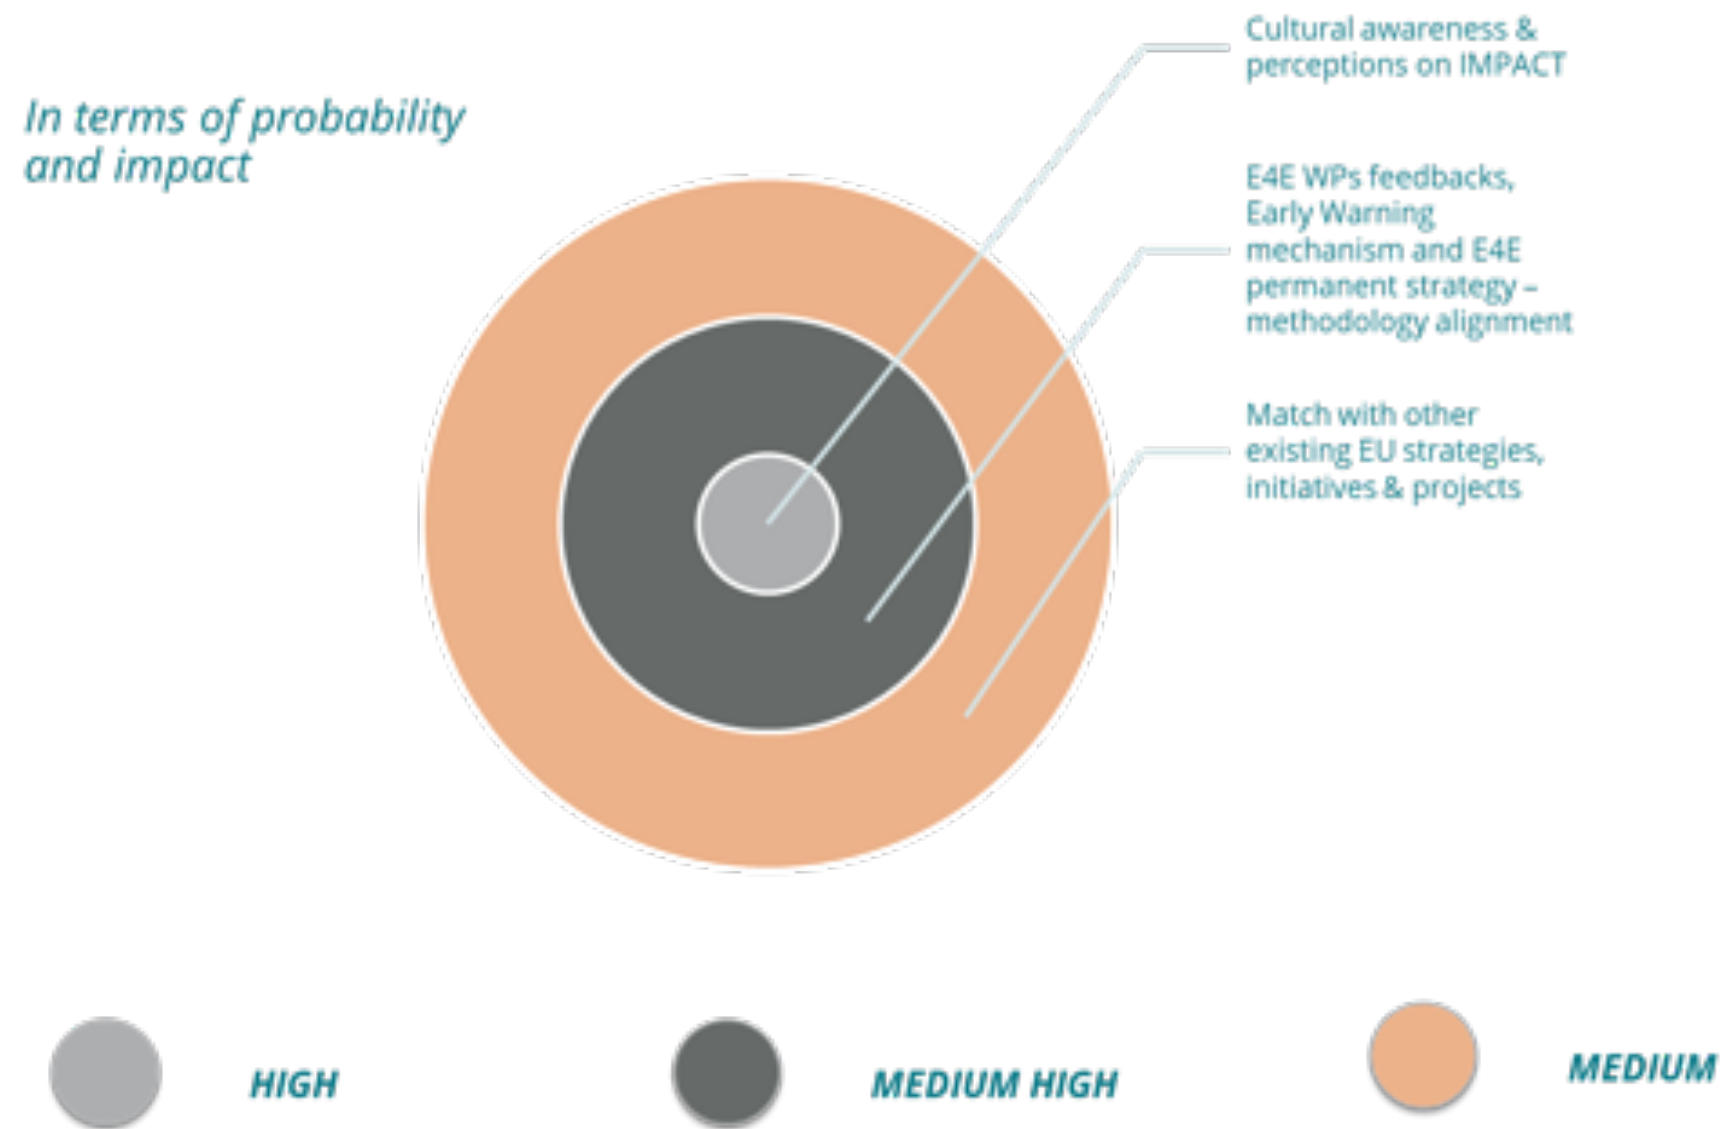 In terms of probability
and impact
Cultural awareness &
perceptions on IMPACT
E4E WPs feedbacks,
Early Warning
mechanism and E4E
permanent strategy –
methodology alignment
Match with other
existing EU strategies,
initiatives & projects
HIGH
MEDIUM HIGH
MEDIUM